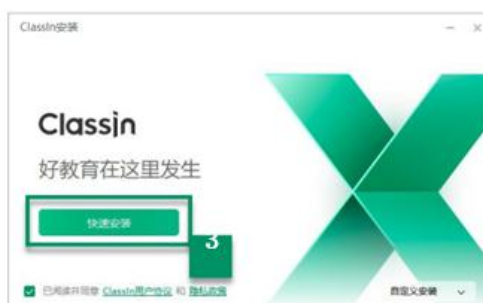 ClassIn安装
Classjn
好教育在这里发生
快速安装
3
已阅读并同意 ClassIn用户协议 和 隐私政策
自定义安装